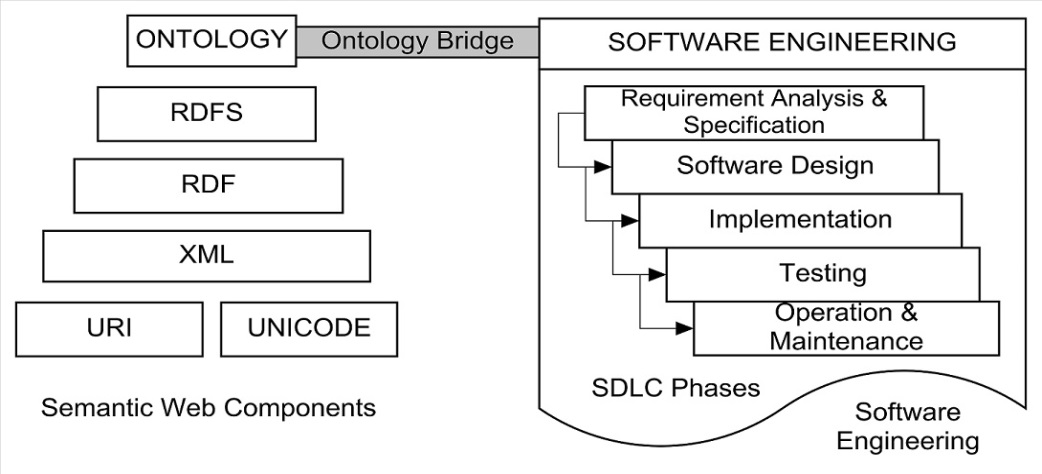 ONTOLOGY
Ontology Bridge
SOFTWARE ENGINEERING
RDFS
RDF
XML
URI
UNICODE
Semantic Web Components
Requirement Analysis &
Specification
Software Design
Implementation
Testing
Operation &
Maintenance
SDLC Phases
Software
Engineering